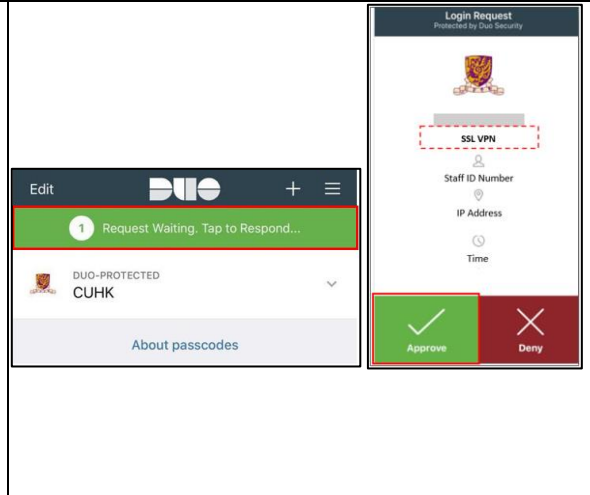 Edit
DUO
+
1 Request Waiting. Tap to Respond...
DUO-PROTECTED
CUHK
About passcodes
Login Request
Protected by Duo Security
SSL VPN
Staff ID Number
IP Address
Time
Approve
Deny